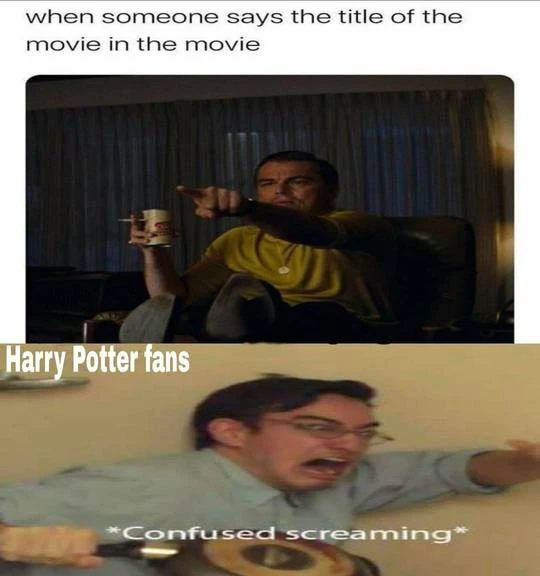 when someone says the title of the
movie in the movie
Harry Potter fans
*Confused screaming*